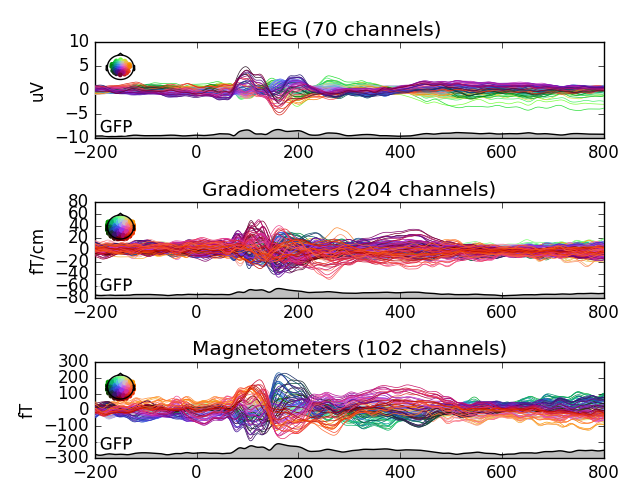 EEG (70 channels)
10
5
0
−5
−10
uV
GFP
−200 0 200 400 600 800
Gradiometers (204 channels)
80
60
40
20
0
−20
−40
−60
−80
fT/cm
GFP
−200 0 200 400 600 800
Magnetometers (102 channels)
300
200
100
0
−100
−200
−300
fT
GFP
−200 0 200 400 600 800